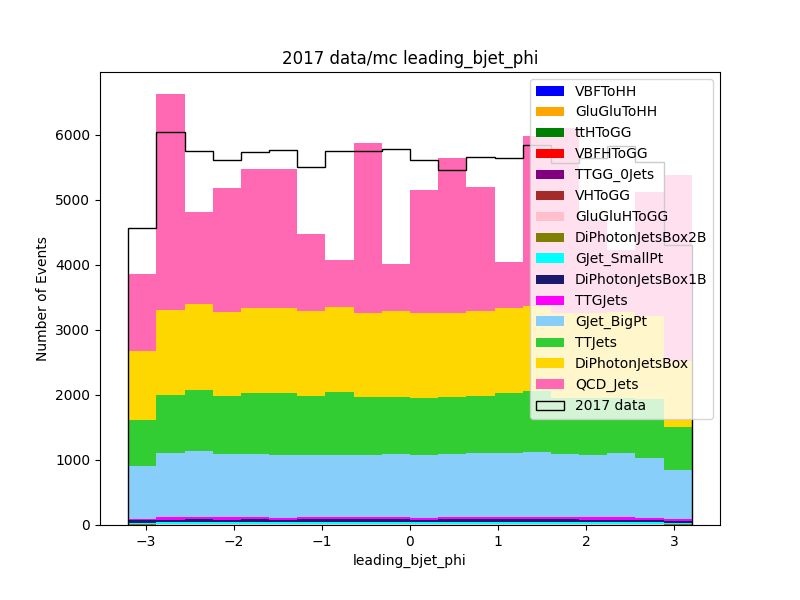 2017 data/mc leading_bjet_phi
Number of Events
6000
5000
4000
3000
2000
1000
0
−3
−2
−1
0
1
2
3
leading_bjet_phi
VBFToHH
GluGluToHH
ttHToGG
VBFHToGG
TTGG_0Jets
VHToGG
GluGluHToGG
DiPhotonJetsBox2B
GJet_SmallPt
DiPhotonJetsBox1B
TTGJets
GJet_BigPt
TTJets
DiPhotonJetsBox
QCD_Jets
2017 data